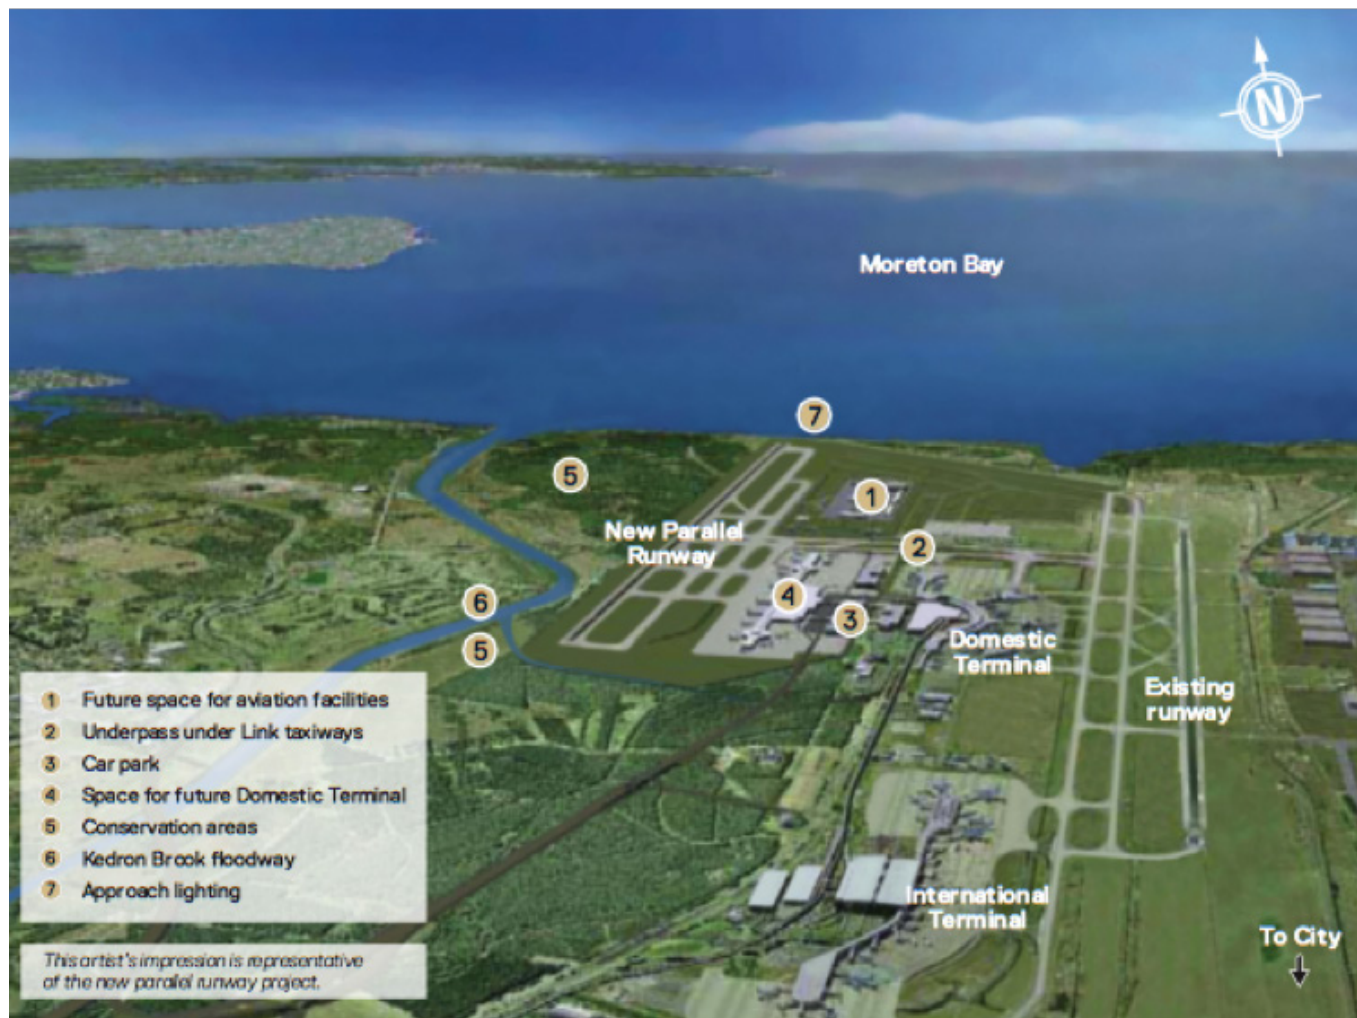 N
Moreton Bay
7
5
1
New Parallel
Runway
2
4
6
3
5
Domestic
Terminal
Existing
runway
1 Future space for aviation facilities
2 Underpass under Link taxiways
3 Car park
4 Space for future Domestic Terminal
5 Conservation areas
6 Kedron Brook floodway
7 Approach lighting
International
Terminal
To City
This artist's impression is representative
of the new parallel runway project.